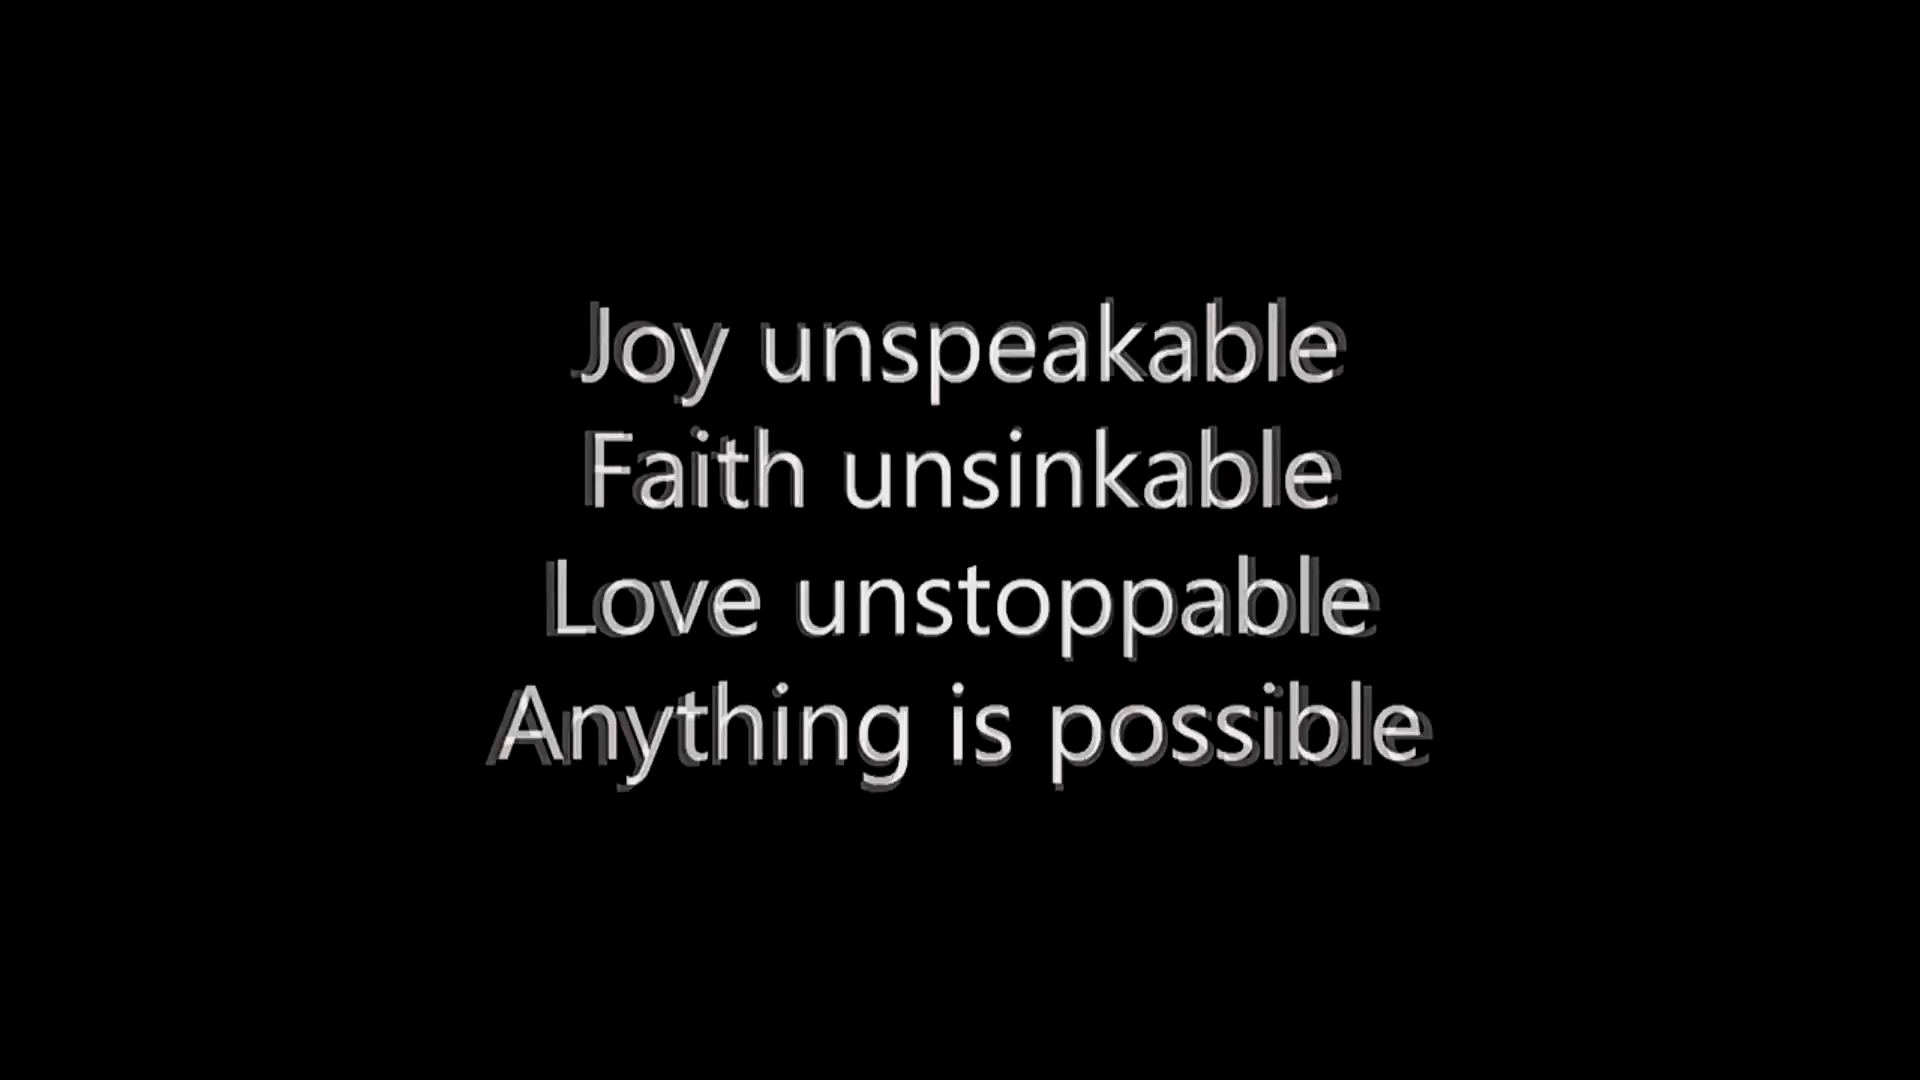 Joy unspeakable
Faith unsinkable
Love unstoppable
Anything is possible